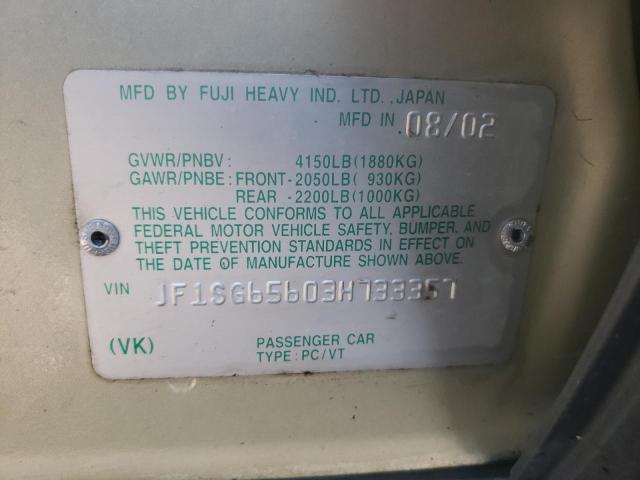 MFD BY FUJI HEAVY IND. LTD., JAPAN
MFD IN 08/02
GVWR/PNBV: 4150LB(1880KG)
GAWR/PNBE: FRONT-2050LB( 930KG)
REAR -2200LB(1000KG)
THIS VEHICLE CONFORMS TO ALL APPLICABLE
FEDERAL MOTOR VEHICLE SAFETY, BUMPER, AND
THEFT PREVENTION STANDARDS IN EFFECT ON
THE DATE OF MANUFACTURE SHOWN ABOVE.
VIN JF1SG65603H733357
(VK) PASSENGER CAR
TYPE: PC/VT